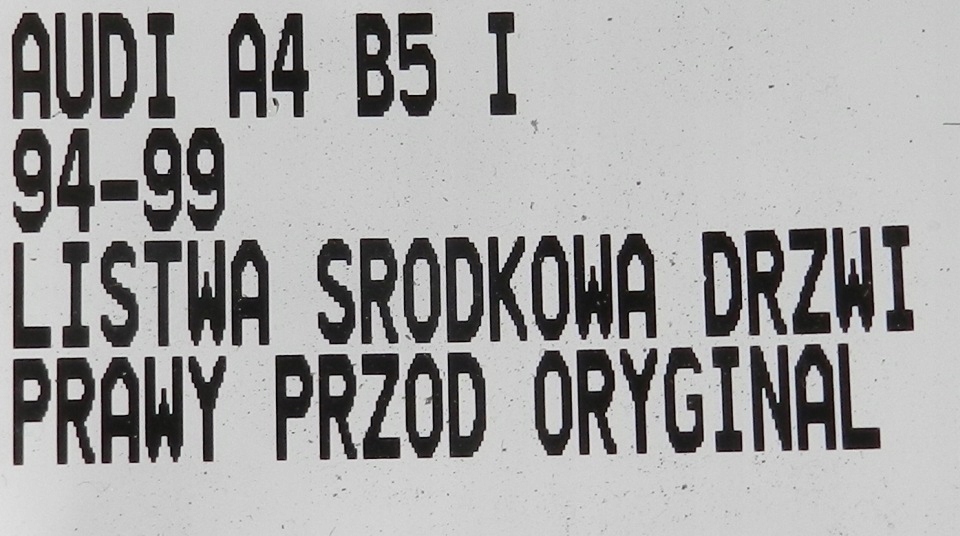 AUDI A4 B5 I
94-99
LISTWA SRODKOWA DRZWI
PRAWY PRZOD ORYGINAL